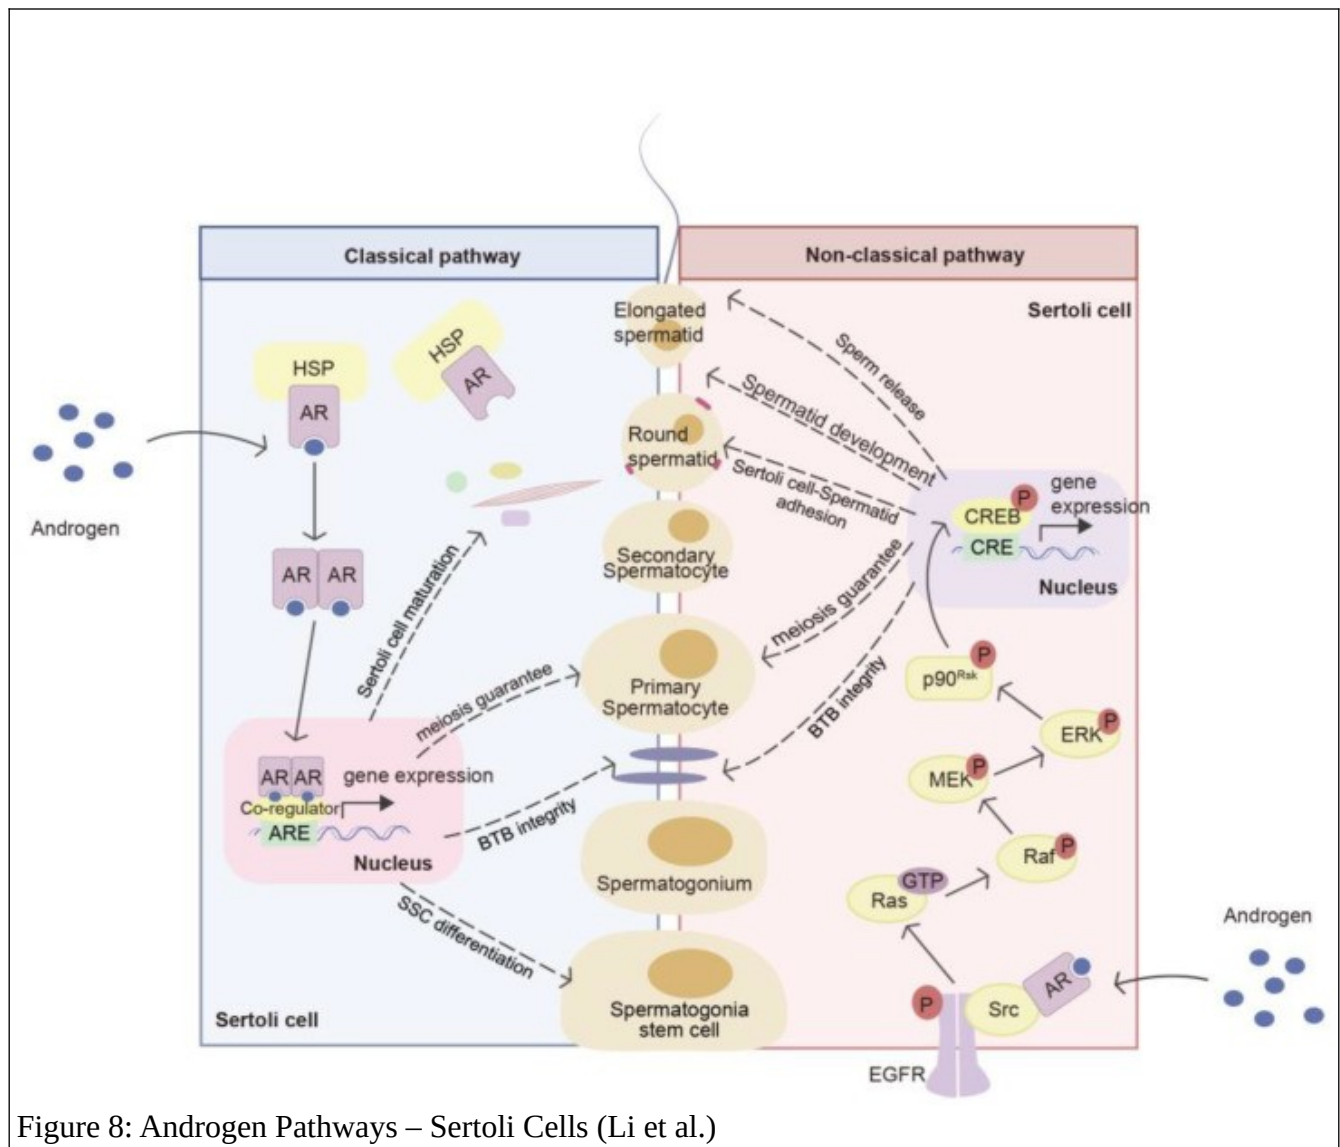 Classical pathway
Non-classical pathway
Sertoli cell
Elongated
spermatid
HSP
AR
HSP
AR
Androgen
AR AR
Sertoli cell maturation
meiosis guarantee
BTB integrity
SSC differentiation
AR AR
Co-regulator
ARE
gene expression
Nucleus
Sertoli cell
Round
spermatid
Secondary
Spermatocyte
Primary
Spermatocyte
Spermatogonium
Spermatogonia
stem cell
Sperm release
Spermatid development
Sertoli cell-Spermatid
adhesion
meiosis guarantee
BTB integrity
P
CREB
CRE
gene
expression
Nucleus
P
p90Rsk
P
ERK
P
MEK
P
Raf
GTP
Ras
Androgen
P
Src
AR
EGFR
Figure 8: Androgen Pathways – Sertoli Cells (Li et al.)